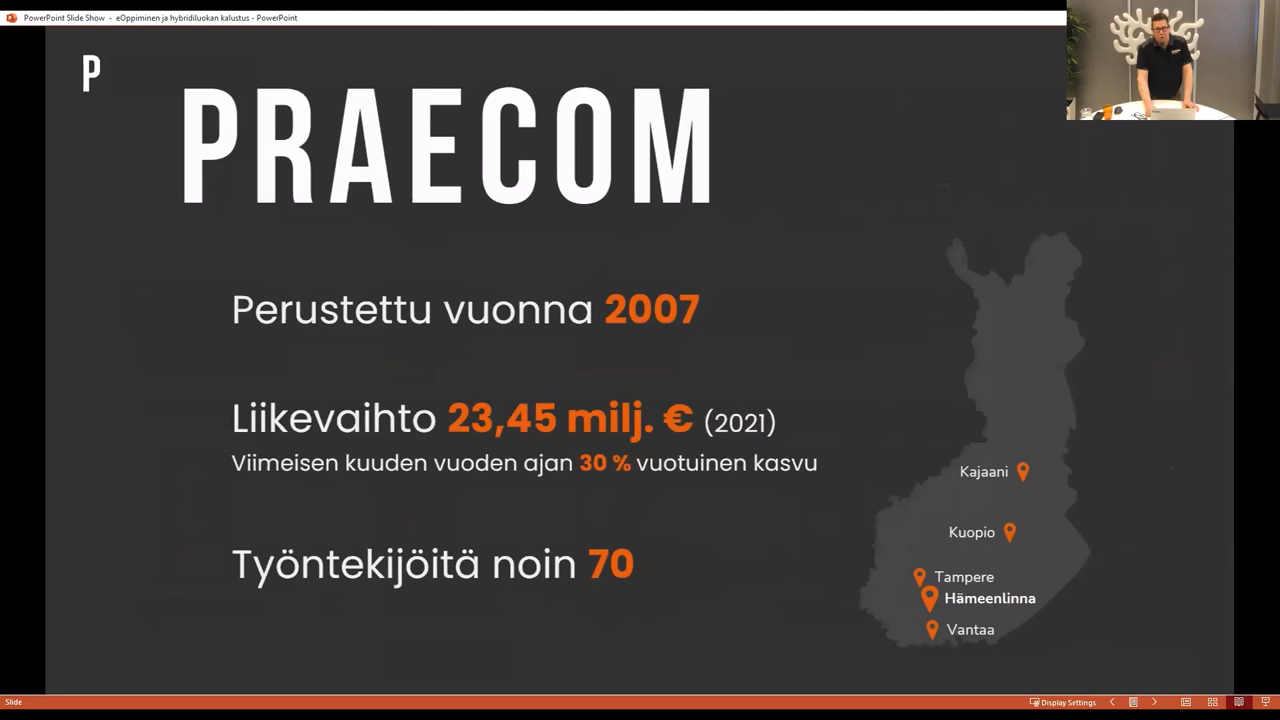 PowerPoint Slide Show - eOppiminen ja hybridiluokan kalustus - PowerPoint
P
PRAECOM
Perustettu vuonna 2007
Liikevaihto 23,45 milj. € (2021)
Viimeisen kuuden vuoden ajan 30 % vuotuinen kasvu
Työntekijöitä noin 70
Kajaani
Kuopio
Tampere
Hämeenlinna
Vantaa
Slide
Display Settings